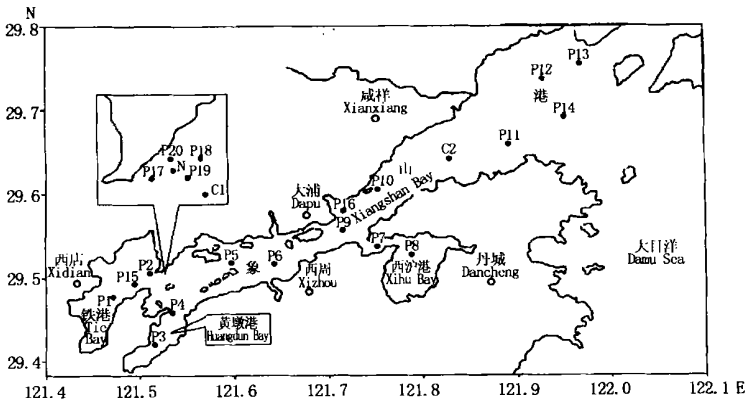 N
29.8
29.7
29.6
29.5
29.4
121.4
121.5
121.6
121.7
121.8
121.9
122.0
122.1 E
P13
P12
港
P14
P11
C2
咸祥
Xianxiang
山
P10
Xiangshan Bay
P16
P9
大浦
Dapu
P20
P18
N
P17
P19
C1
P7
P8
西沪港
Xihu Bay
丹城
Dancheng
大目洋
Damu Sea
P5
P6
象
西周
Xizhou
Xidian
P2
P15
P1
铁港
Tie
Bay
P4
P3
黄墩港
Huangdun Bay